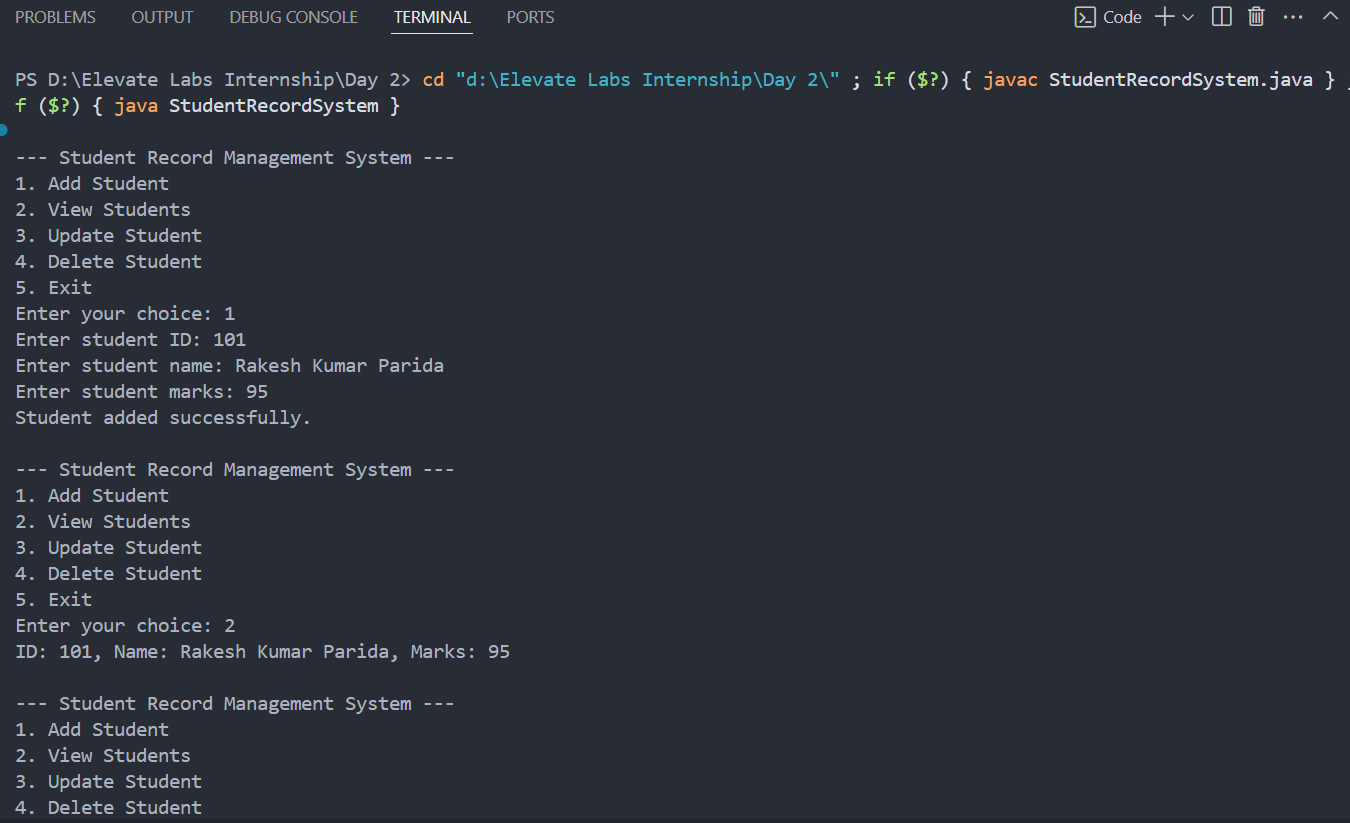 PROBLEMS OUTPUT DEBUG CONSOLE TERMINAL PORTS Code
PS D:\Elevate Labs Internship\Day 2> cd "d:\Elevate Labs Internship\Day 2\" ; if ($?) { javac StudentRecordSystem.java } ;
f ($?) { java StudentRecordSystem }
--- Student Record Management System ---
1. Add Student
2. View Students
3. Update Student
4. Delete Student
5. Exit
Enter your choice: 1
Enter student ID: 101
Enter student name: Rakesh Kumar Parida
Enter student marks: 95
Student added successfully.
--- Student Record Management System ---
1. Add Student
2. View Students
3. Update Student
4. Delete Student
5. Exit
Enter your choice: 2
ID: 101, Name: Rakesh Kumar Parida, Marks: 95
--- Student Record Management System ---
1. Add Student
2. View Students
3. Update Student
4. Delete Student